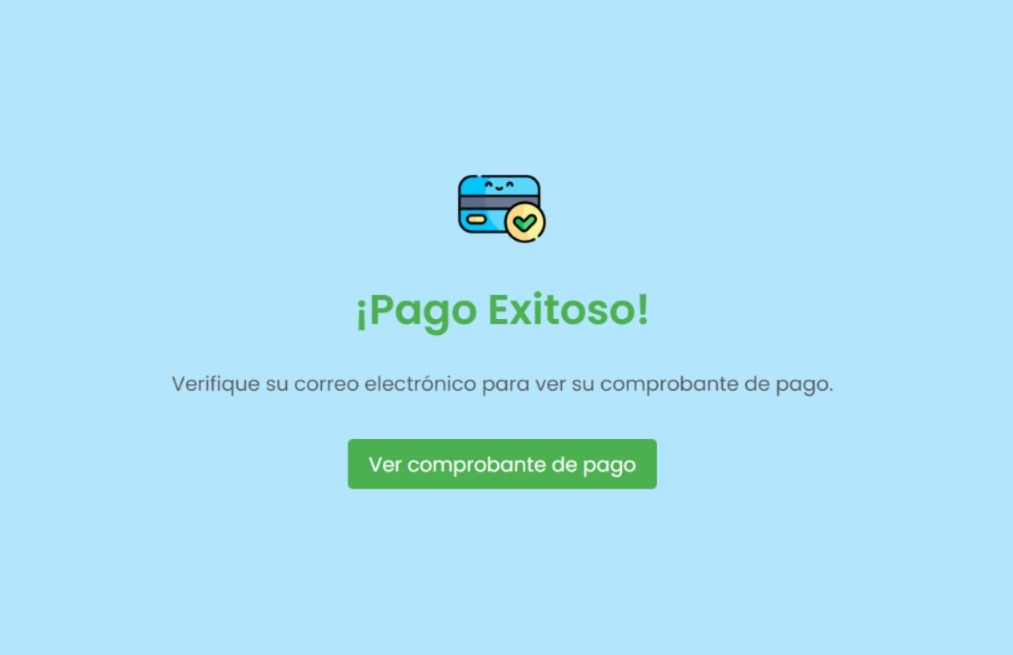 ¡Pago Exitoso!
Verifique su correo electrónico para ver su comprobante de pago.
Ver comprobante de pago